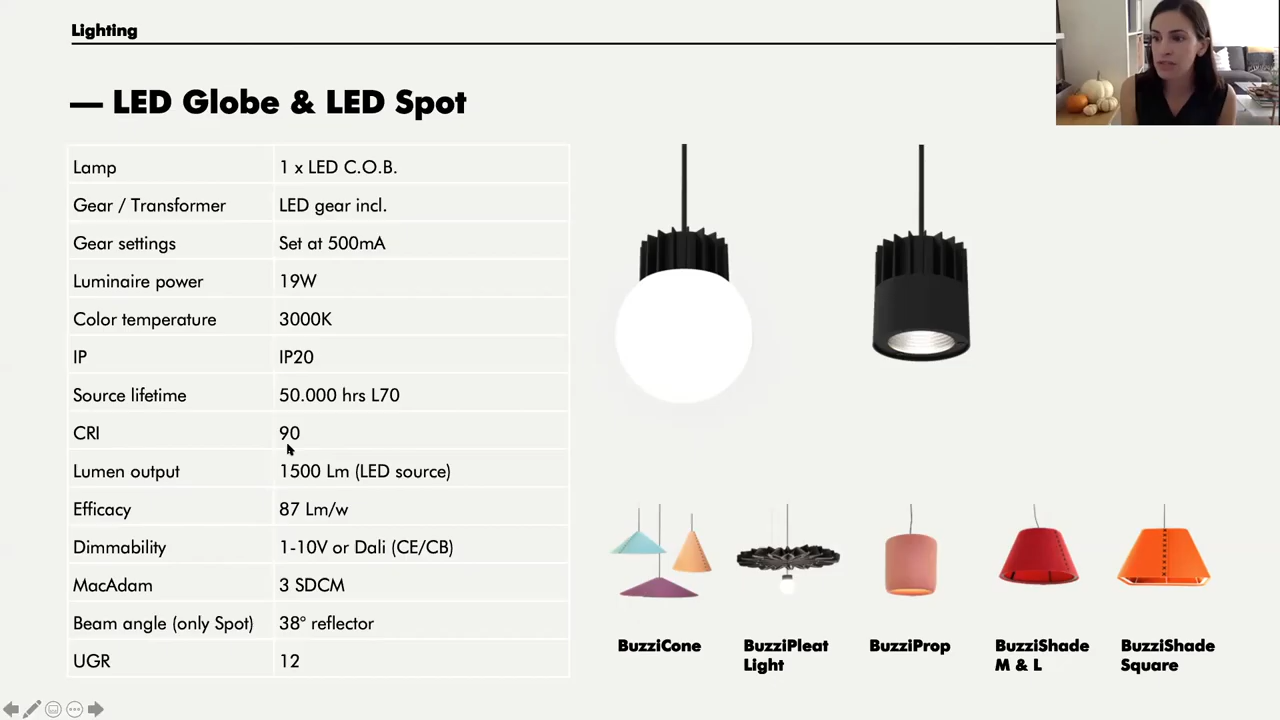 Lighting
— LED Globe & LED Spot
Lamp 1 x LED C.O.B.
Gear / Transformer LED gear incl.
Gear settings Set at 500mA
Luminaire power 19W
Color temperature 3000K
IP IP20
Source lifetime 50.000 hrs L70
CRI 90
Lumen output 1500 Lm (LED source)
Efficacy 87 Lm/w
Dimmability 1-10V or Dali (CE/CB)
MacAdam 3 SDCM
Beam angle (only Spot) 38° reflector
UGR 12
BuzziCone
BuzziPleat
Light
BuzziProp
BuzziShade
M & L
BuzziShade
Square